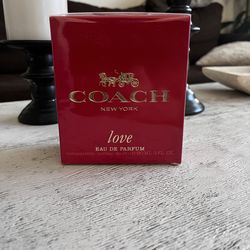 COACH
NEW YORK
love
EAU DE PARFUM